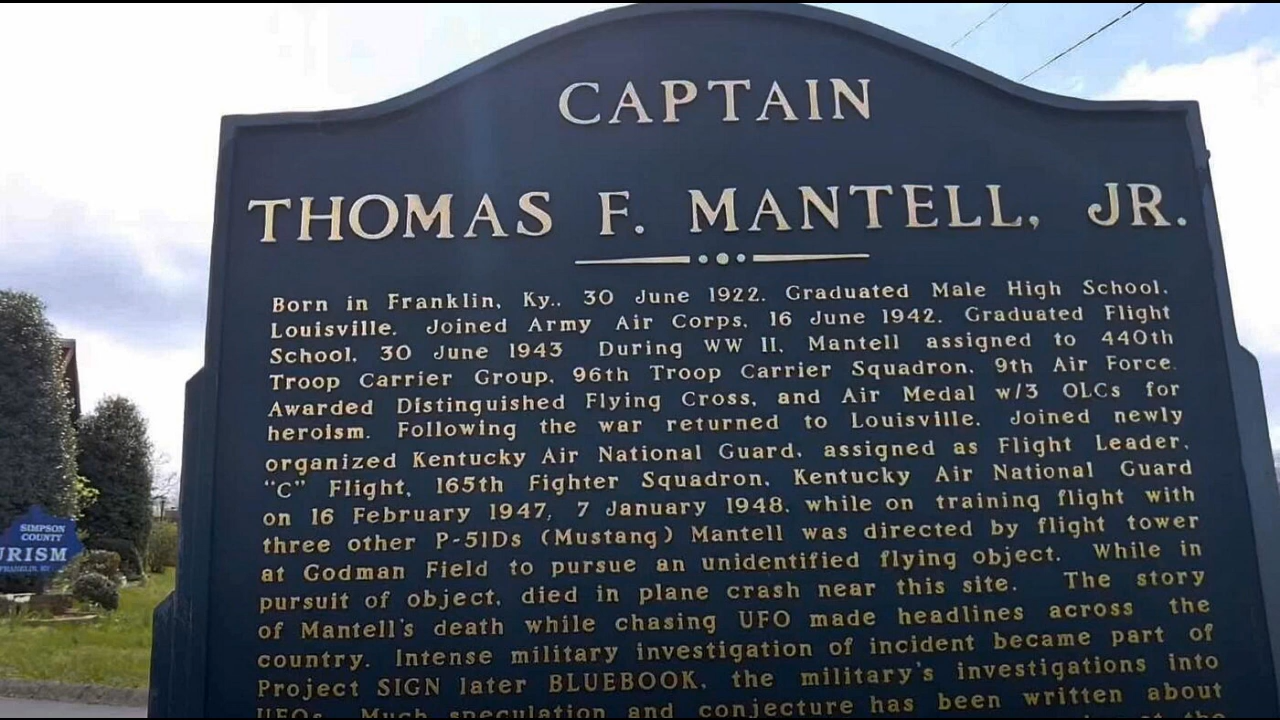 CAPTAIN
THOMAS F. MANTELL, JR.
Born in Franklin, Ky., 30 June 1922. Graduated Male High School,
Louisville. Joined Army Air Corps, 16 June 1942. Graduated Flight
School, 30 June 1943 During WW II, Mantell assigned to 440th
Troop Carrier Group, 96th Troop Carrier Squadron, 9th Air Force.
Awarded Distinguished Flying Cross, and Air Medal w/3 OLCs for
heroism. Following the war returned to Louisville. Joined newly
organized Kentucky Air National Guard, assigned as Flight Leader,
"C" Flight, 165th Fighter Squadron, Kentucky Air National Guard
on 16 February 1947, 7 January 1948, while on training flight with
three other P-51Ds (Mustang) Mantell was directed by flight tower
at Godman Field to pursue an unidentified flying object. While in
pursuit of object, died in plane crash near this site. The story
of Mantell's death while chasing UFO made headlines across the
country. Intense military investigation of incident became part of
Project SIGN later BLUEBOOK, the military's investigations into
UFOs. Much speculation and conjecture has been written about
SIMPSON
COUNTY
URISM
FRANKLIN, KY